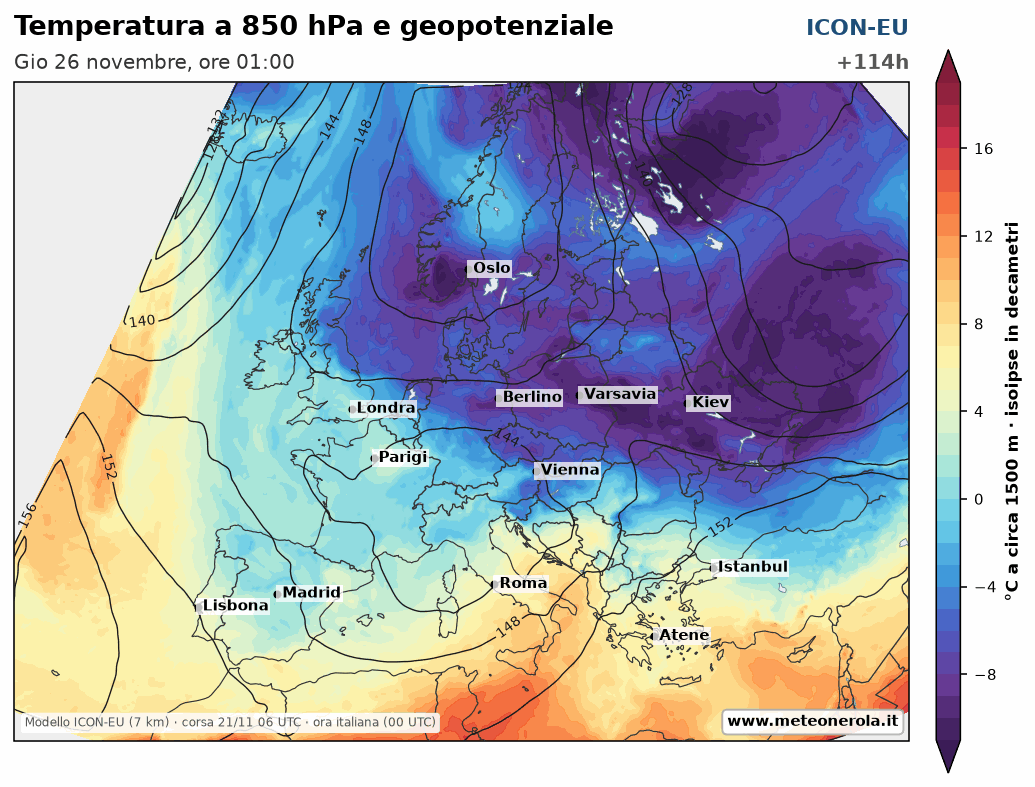 Temperatura a 850 hPa e geopotenziale
ICON-EU
Gio 26 novembre, ore 01:00
+114h
128
132
144
148
140
Oslo
140
Londra
Berlino
Varsavia
Kiev
144
Parigi
Vienna
152
156
152
Istanbul
Roma
Madrid
Lisbona
148
Atene
Modello ICON-EU (7 km) · corsa 21/11 06 UTC · ora italiana (00 UTC)
www.meteonerola.it
16
12
8
4
0
−4
−8
°C a circa 1500 m · isoipse in decametri